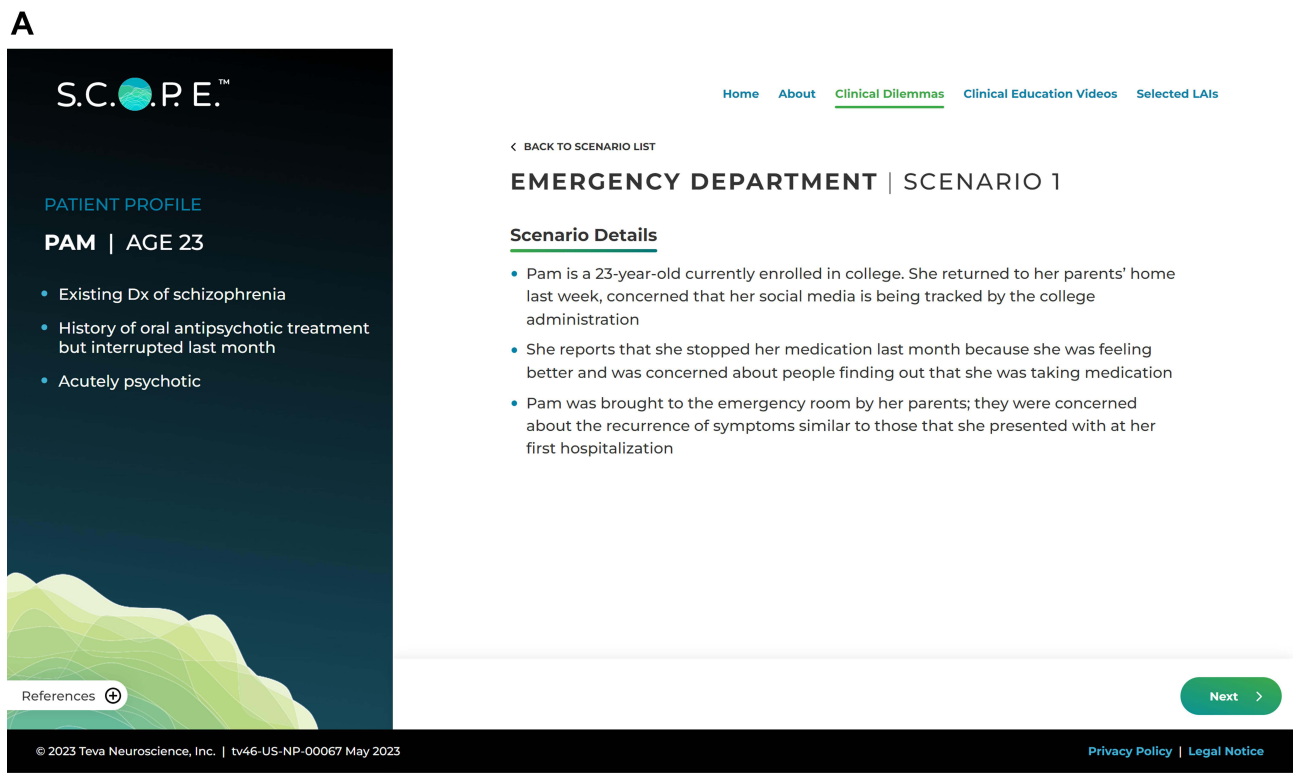 A
S.C.O.P.E.™
Home About Clinical Dilemmas Clinical Education Videos Selected LAIs
BACK TO SCENARIO LIST
EMERGENCY DEPARTMENT | SCENARIO 1
PATIENT PROFILE
PAM | AGE 23
• Existing Dx of schizophrenia
• History of oral antipsychotic treatment
but interrupted last month
• Acutely psychotic
Scenario Details
• Pam is a 23-year-old currently enrolled in college. She returned to her parents’ home
last week, concerned that her social media is being tracked by the college
administration
• She reports that she stopped her medication last month because she was feeling
better and was concerned about people finding out that she was taking medication
• Pam was brought to the emergency room by her parents; they were concerned
about the recurrence of symptoms similar to those that she presented with at her
first hospitalization
References
Next
© 2023 Teva Neuroscience, Inc. | tv46-US-NP-00067 May 2023
Privacy Policy | Legal Notice